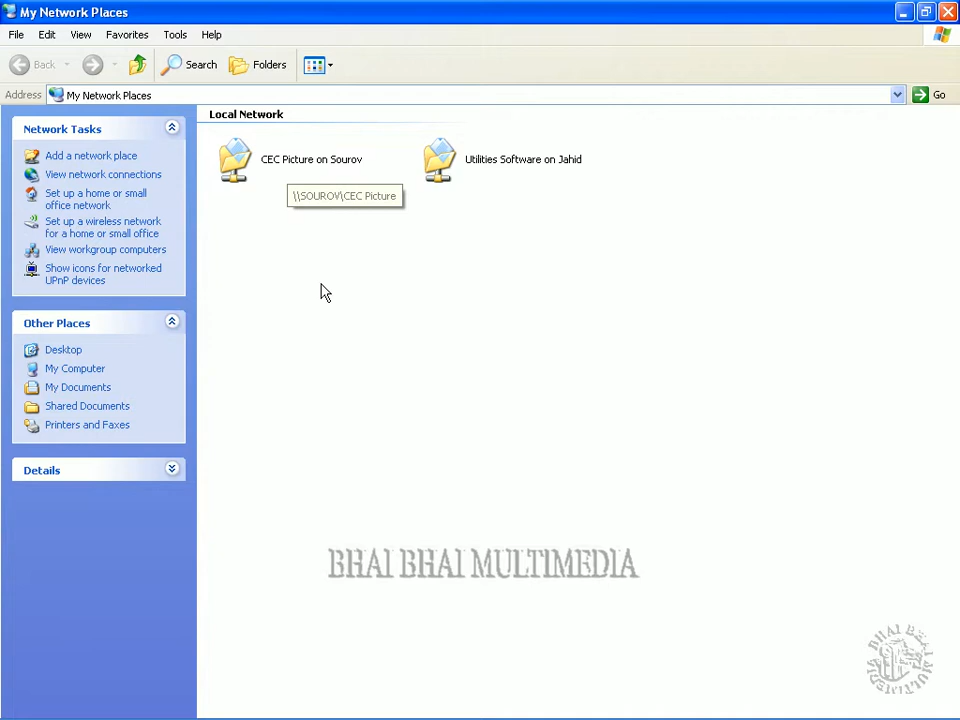 My Network Places
File Edit View Favorites Tools Help
Back Search Folders
Address My Network Places Go
Network Tasks
Add a network place
View network connections
Set up a home or small
office network
Set up a wireless network
for a home or small office
View workgroup computers
Show icons for networked
UPnP devices
Other Places
Desktop
My Computer
My Documents
Shared Documents
Printers and Faxes
Details
Local Network
CEC Picture on Sourov
Utilities Software on Jahid
\\SOUROV\CEC Picture
BHAI BHAI MULTIMEDIA
BHAI BHAI MULTIMEDIA